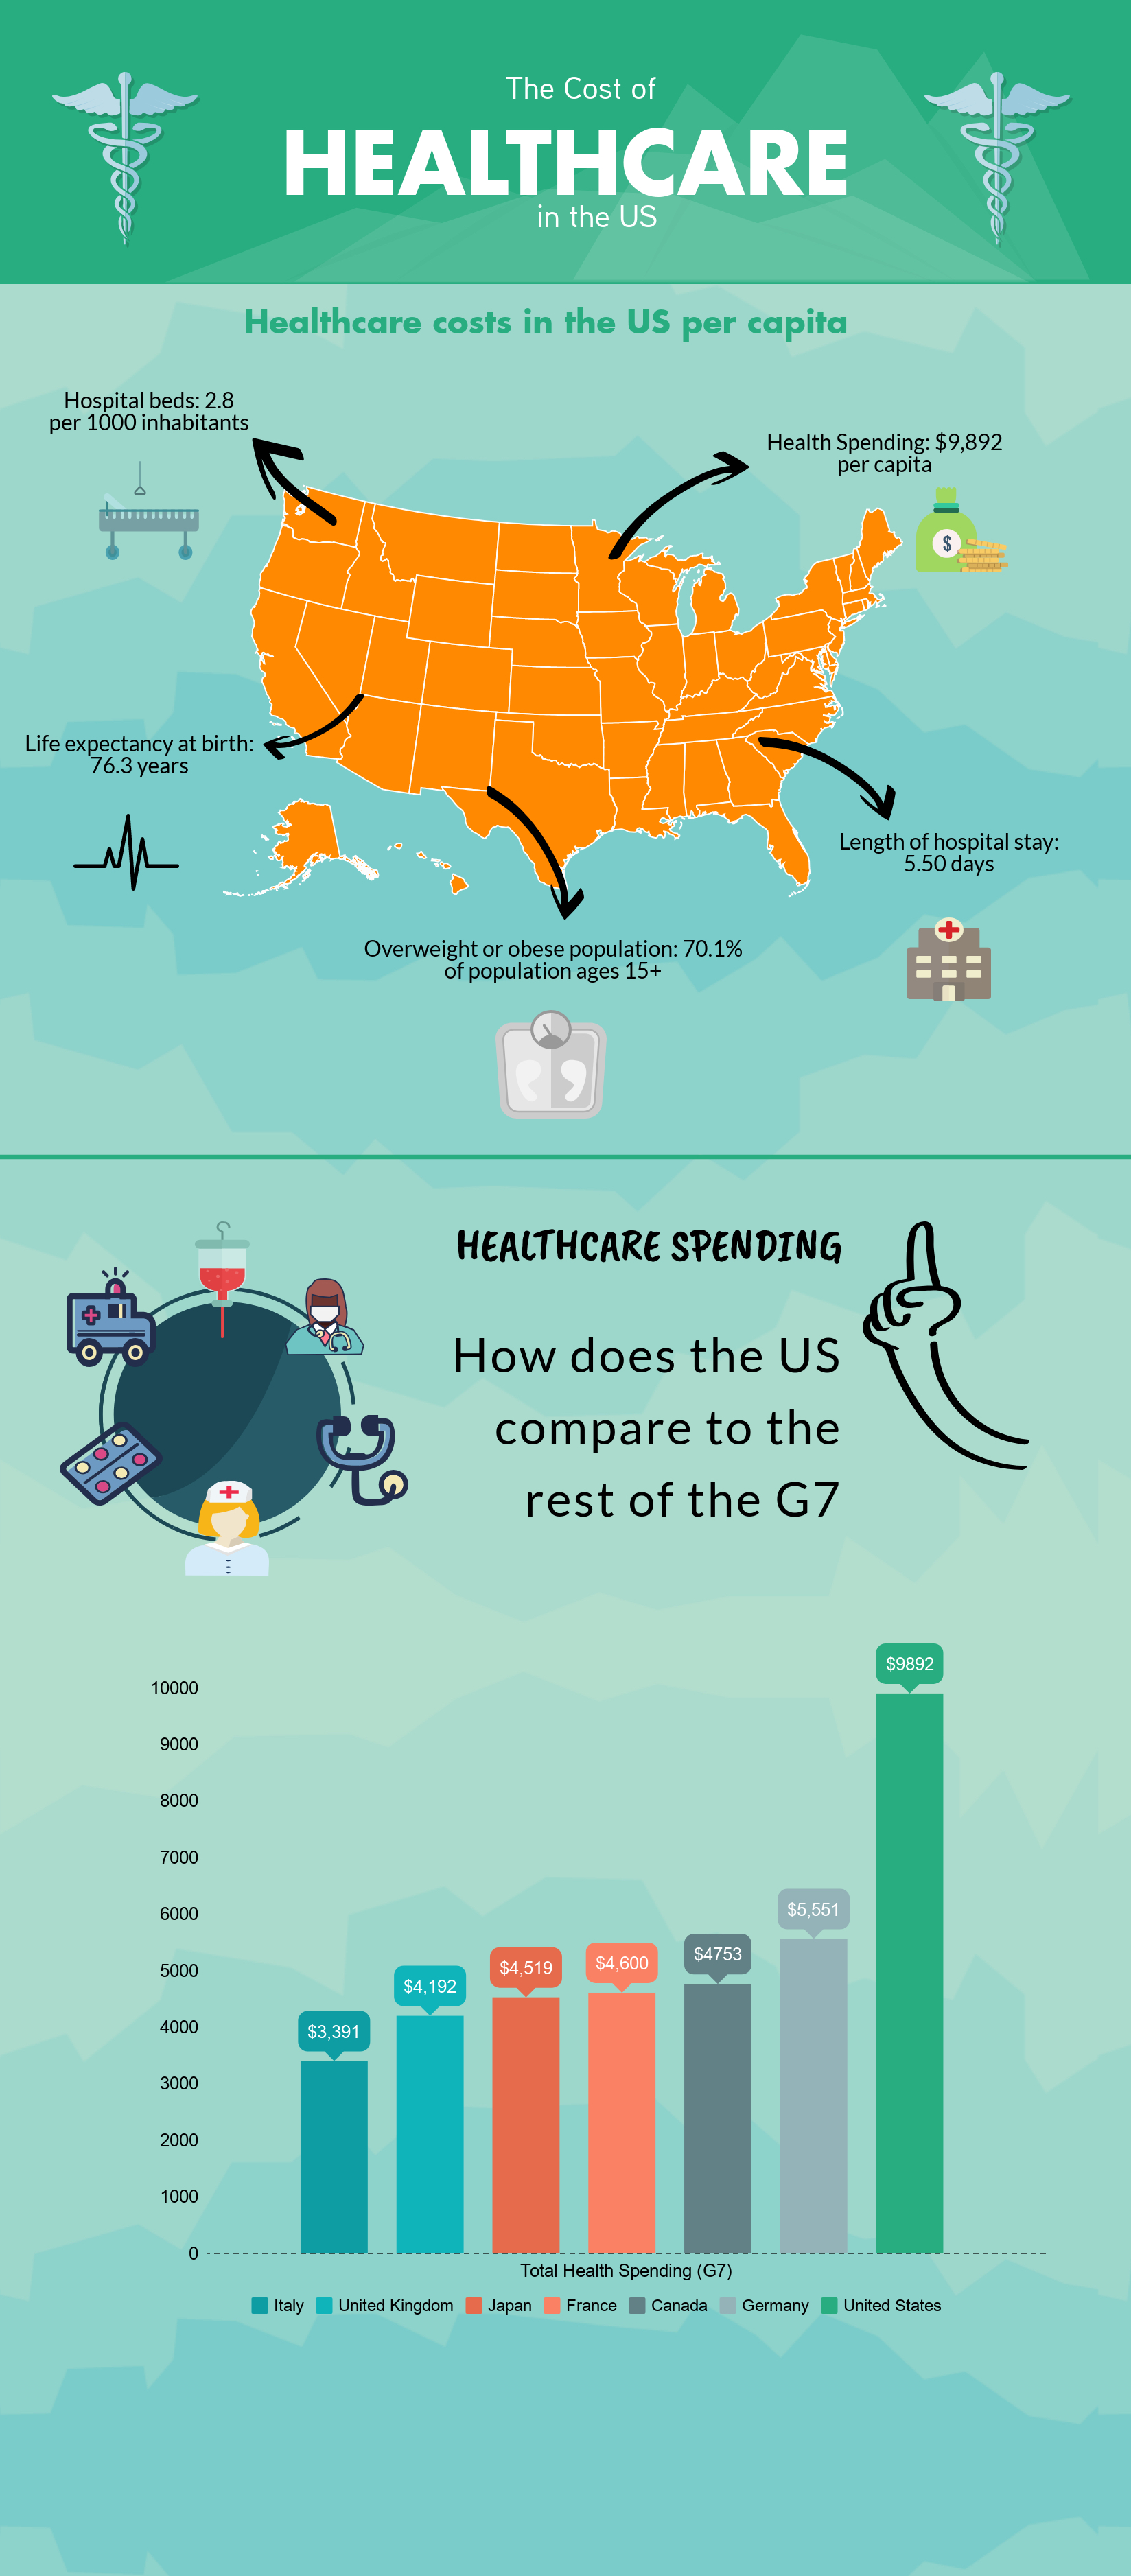 The Cost of
HEALTHCARE
in the US
Healthcare costs in the US per capita
Hospital beds: 2.8
per 1000 inhabitants
Health Spending: $9,892
per capita
$
Life expectancy at birth:
76.3 years
Length of hospital stay:
5.50 days
Overweight or obese population: 70.1%
of population ages 15+
HEALTHCARE SPENDING
How does the US
compare to the
rest of the G7
$9892
10000
9000
8000
7000
6000
5000
4000
3000
2000
1000
0
$3,391
$4,192
$4,519
$4,600
$4753
$5,551
Total Health Spending (G7)
Italy United Kingdom Japan France Canada Germany United States